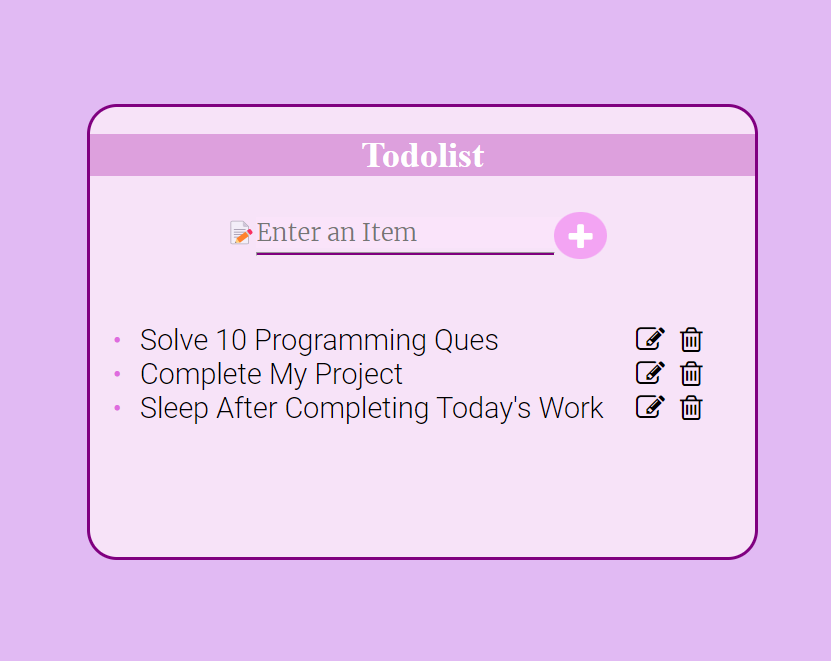 Todolist
Enter an Item
Solve 10 Programming Ques
Complete My Project
Sleep After Completing Today's Work